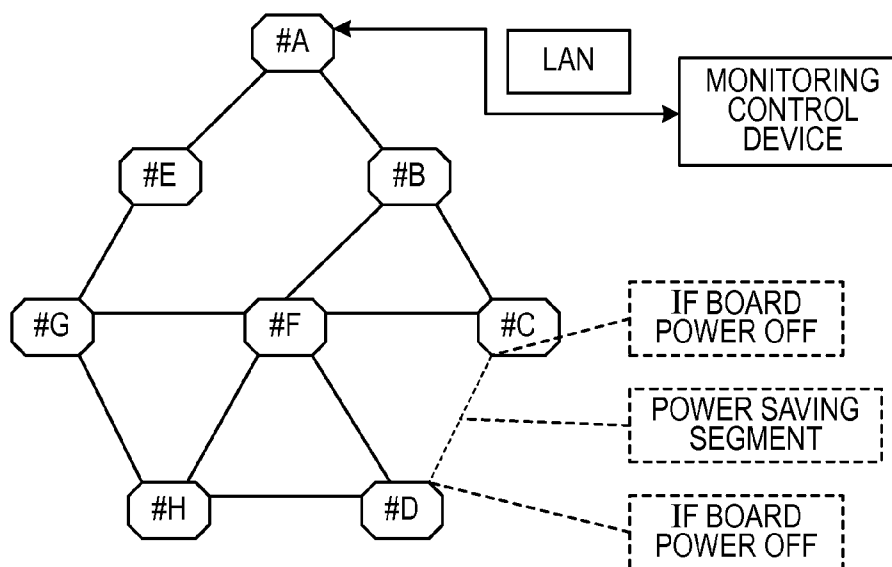 #A
LAN
MONITORING
CONTROL
DEVICE
#E
#B
#G
#F
#C
IF BOARD
POWER OFF
POWER SAVING
SEGMENT
#H
#D
IF BOARD
POWER OFF